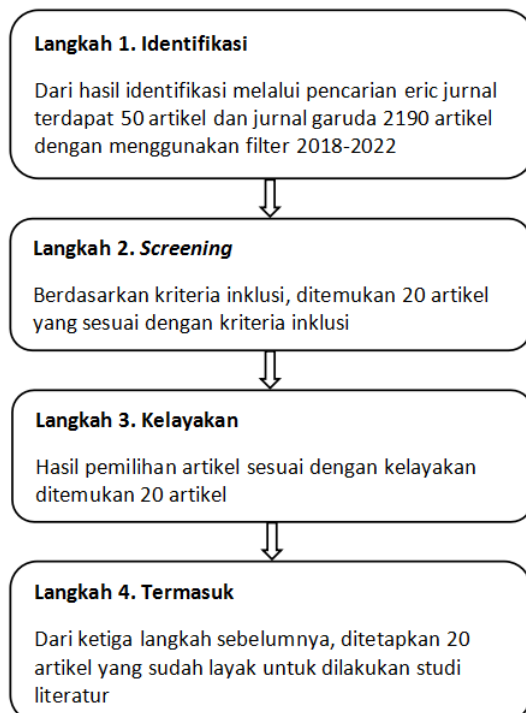 Langkah 1. Identifikasi
Dari hasil identifikasi melalui pencarian eric jurnal
terdapat 50 artikel dan jurnal garuda 2190 artikel
dengan menggunakan filter 2018-2022
Langkah 2. Screening
Berdasarkan kriteria inklusi, ditemukan 20 artikel
yang sesuai dengan kriteria inklusi
Langkah 3. Kelayakan
Hasil pemilihan artikel sesuai dengan kelayakan
ditemukan 20 artikel
Langkah 4. Termasuk
Dari ketiga langkah sebelumnya, ditetapkan 20
artikel yang sudah layak untuk dilakukan studi
literatur